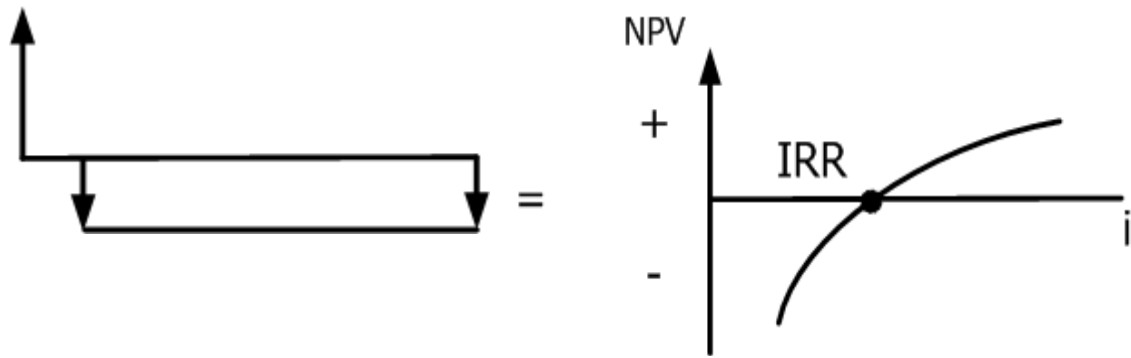 NPV
+
IRR
=
i
-